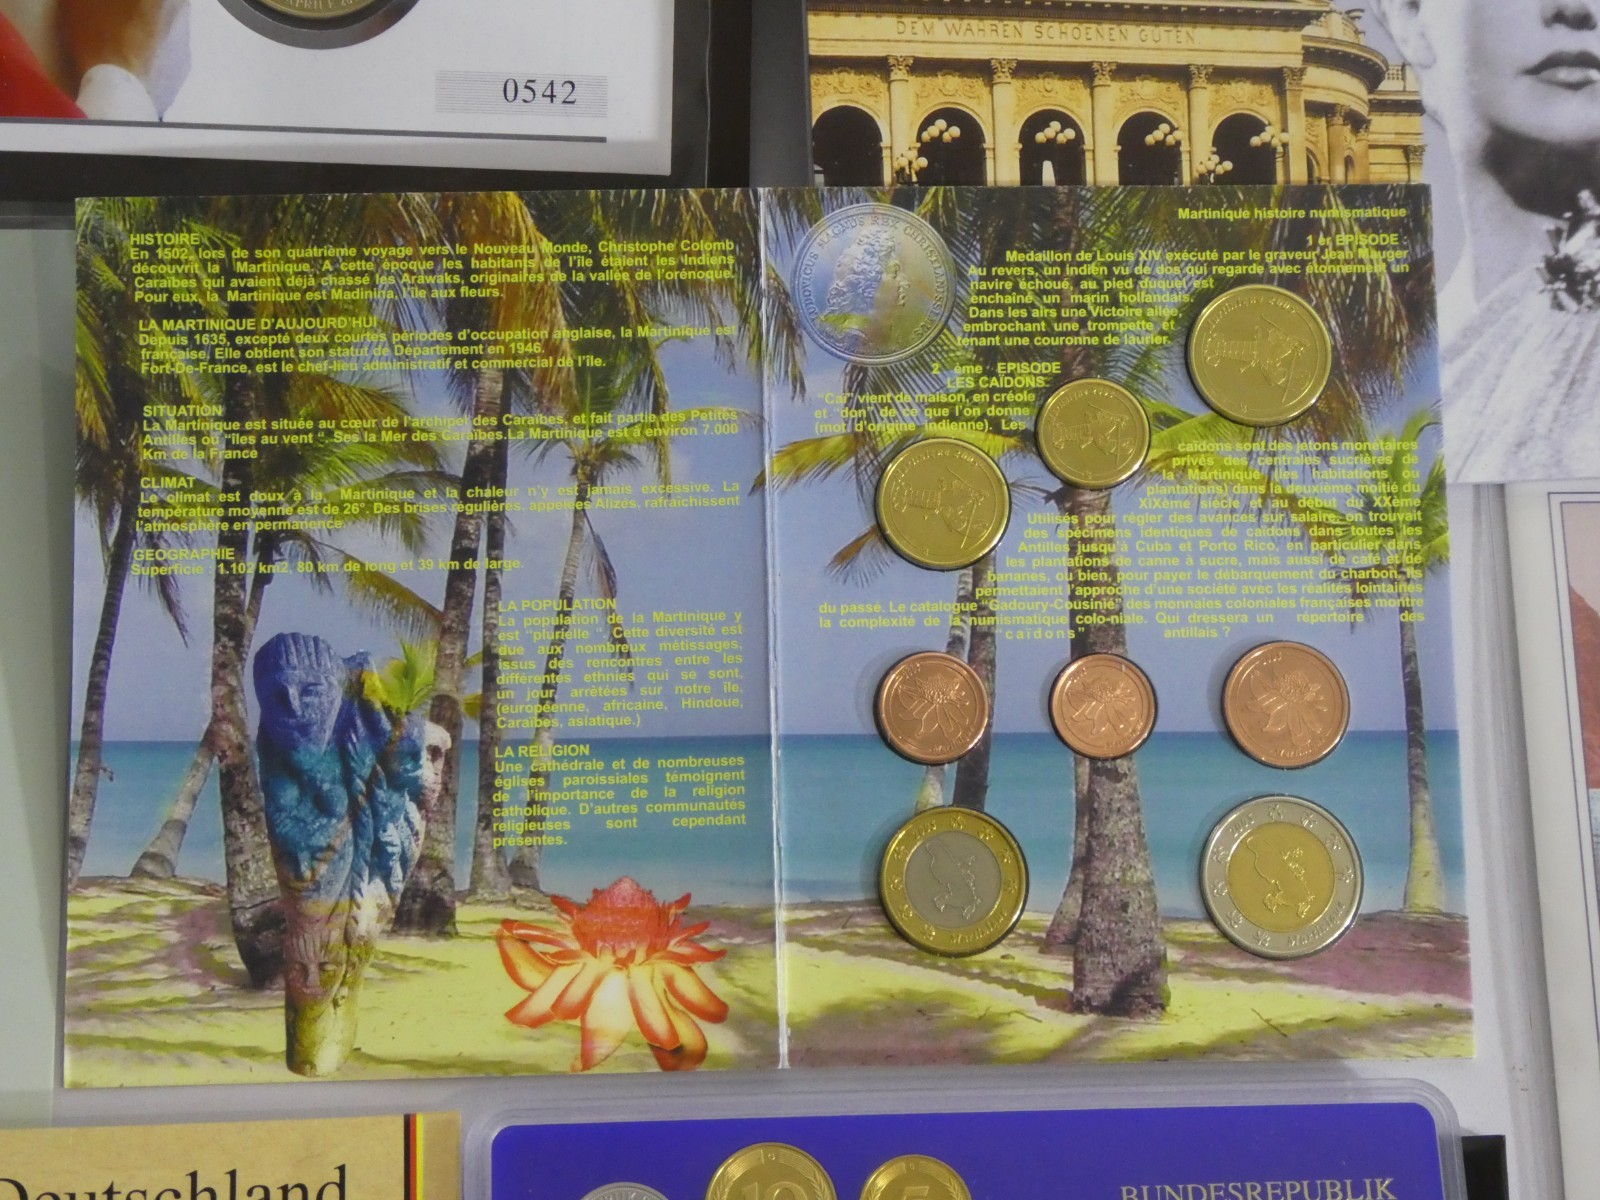 APRILE
0542
DEM WAHREN SCHOENEN GUTEN
HISTOIRE
En 1502, lors de son quatrième voyage vers le Nouveau Monde, Christophe Colomb
découvrit la Martinique. A cette époque les habitants de l'île étaient les Indiens
Caraïbes qui avaient déjà chassé les Arawaks, originaires de la vallée de l'orénoque.
Pour eux, la Martinique est Madinina, l'île aux fleurs.
LA MARTINIQUE D'AUJOURD'HUI
Depuis 1635, excepté deux courtes périodes d'occupation anglaise, la Martinique est
française. Elle obtient son statut de Département en 1946.
Fort-De-France, est le chef-lieu administratif et commercial de l'île.
SITUATION
La Martinique est située au cœur de l'archipel des Caraïbes, et fait partie des Petites
Antilles ou "îles au vent ". Ses la Mer des Caraïbes.La Martinique est à environ 7.000
Km de la France
CLIMAT
Le climat est doux à la, Martinique et la chaleur n'y est jamais excessive. La
température moyenne est de 26°. Des brises régulières, appelées Alizés, rafraîchissent
l'atmosphère en permanence.
GEOGRAPHIE
Superficie : 1.102 km2, 80 km de long et 39 km de large.
LA POPULATION
La population de la Martinique y
est "plurielle ". Cette diversité est
due aux nombreux métissages,
issus des rencontres entre les
différentes ethnies qui se sont,
un jour, arrêtées sur notre île.
(européenne, africaine, Hindoue,
Caraïbes, asiatique.)
LA RELIGION
Une cathédrale et de nombreuses
églises paroissiales témoignent
de l'importance de la religion
catholique. D'autres communautés
religieuses sont cependant
présentes.
Martinique histoire numismatique
1 er EPISODE :
Medaillon de Louis XIV exécuté par le graveur Jean Mauger
Au revers, un indien vu de dos qui regarde avec étonnement un
navire échoué, au pied duquel est
enchaîné un marin hollandais.
Dans les airs une Victoire ailée,
embrochant une trompette et
tenant une couronne de laurier.
LUDOVICUS MAGNUS REX CHRISTIANISSIMUS
2 ème EPISODE
LES CAÏDONS.
"Caï" vient de maison, en créole
et "don" de ce que l'on donne
(mot d'origine indienne). Les
caïdons sont des jetons monétaires
privés des centrales sucrières de
la Martinique (les habitations ou
plantations) dans la deuxième moitié du
XIXème siècle et au début du XXème
Utilisés pour régler des avances sur salaire, on trouvait
des spécimens identiques de caïdons dans toutes les
Antilles jusqu'à Cuba et Porto Rico, en particulier dans
les plantations de canne à sucre, mais aussi de café et de
bananes, ou bien, pour payer le débarquement du charbon. Ils
permettaient l'approche d'une société avec les réalités lointaines
du passé. Le catalogue "Gadoury-Cousinié" des monnaies coloniales françaises montre
la complexité de la numismatique colo-niale. Qui dressera un répertoire des
"caïdons" antillais ?
2005
2005
Martinique
2005
Martinique
Deutschland
10
5
BUNDESREPUBLIK